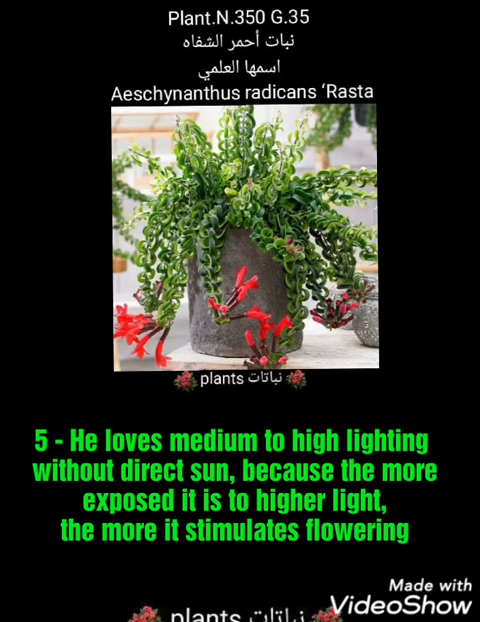 Plant.N.350 G.35
نبات أحمر الشفاه
اسمها العلمي
Aeschynanthus radicans ‘Rasta
plants نباتات
5 - He loves medium to high lighting
without direct sun, because the more
exposed it is to higher light,
the more it stimulates flowering
Made with
VideoShow
plants نباتات